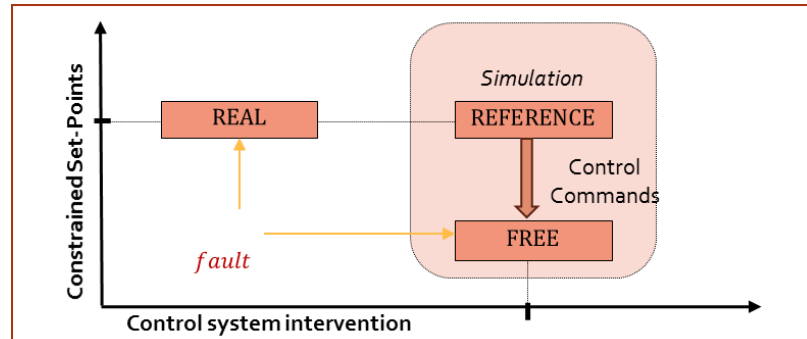 Constrained Set-Points
Simulation
REAL
REFERENCE
Control
Commands
FREE
fault
Control system intervention